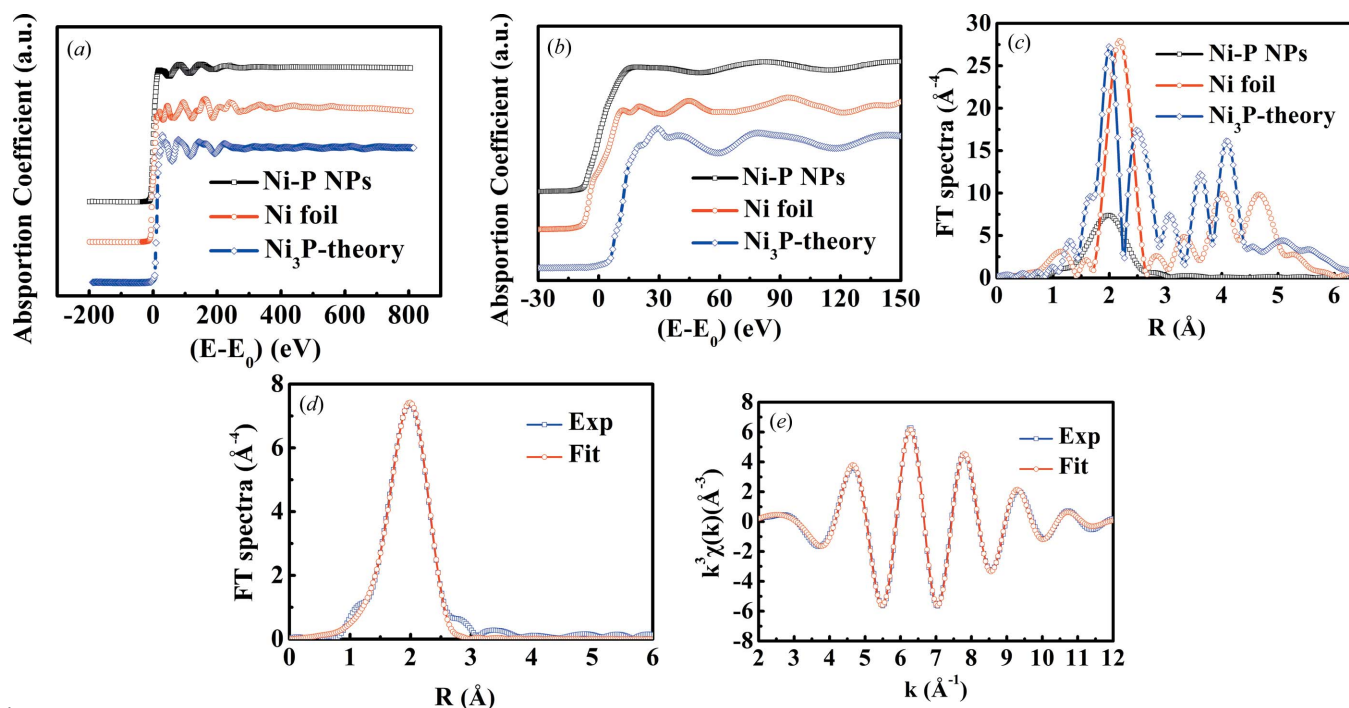 (a)
Absportion Coefficient (a.u.)
Ni-P NPs
Ni foil
Ni₃P-theory
-200 0 200 400 600 800
(E-E₀) (eV)
(b)
Absportion Coefficient (a.u.)
Ni-P NPs
Ni foil
Ni₃P-theory
-30 0 30 60 90 120 150
(E-E₀) (eV)
(c)
FT spectra (Å⁻⁴)
30
25
20
15
10
5
0
Ni-P NPs
Ni foil
Ni₃P-theory
0 1 2 3 4 5 6
R (Å)
(d)
FT spectra (Å⁻⁴)
8
6
4
2
0
Exp
Fit
0 1 2 3 4 5 6
R (Å)
(e)
k³χ(k)(Å⁻³)
8
6
4
2
0
-2
-4
-6
-8
Exp
Fit
2 3 4 5 6 7 8 9 10 11 12
k (Å⁻¹)